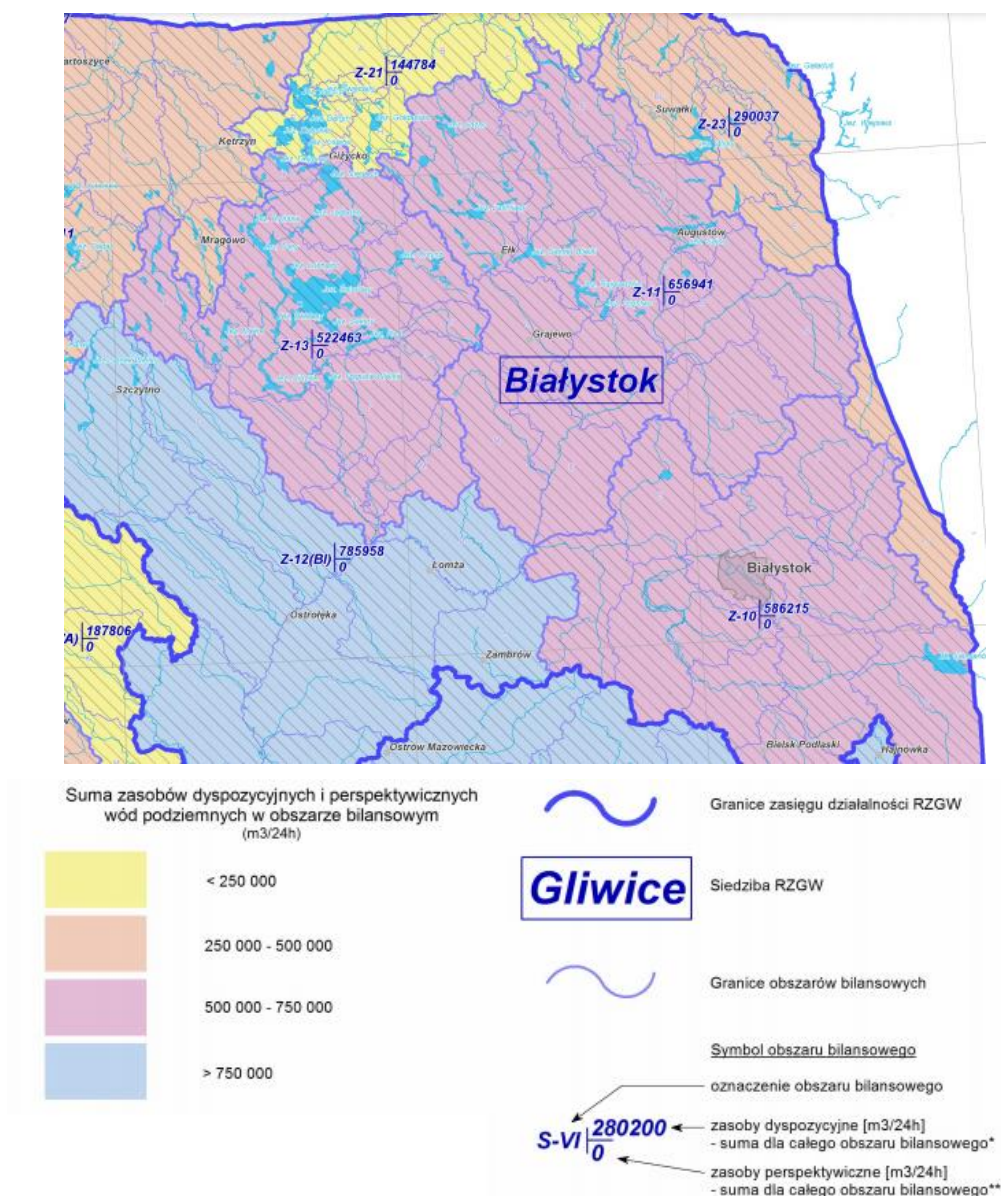 artoszyce
Z-21 144784
0
Suwałki
Z-23 290037
0
Kętrzyn
Giżycko
Mrągowo
Augustów
Ełk
Z-11 656941
0
Grajewo
Z-13 522463
0
Białystok
Szczytno
Z-12(BI) 785958
0
Łomża
Białystok
Ostrołęka
Z-10 586215
0
A) 187806
0
Zambrów
Ostrów Mazowiecka
Bielsk Podlaski
Hajnówka
Suma zasobów dyspozycyjnych i perspektywicznych
wód podziemnych w obszarze bilansowym
(m3/24h)
< 250 000
250 000 - 500 000
500 000 - 750 000
> 750 000
Granice zasięgu działalności RZGW
Gliwice
Siedziba RZGW
Granice obszarów bilansowych
Symbol obszaru bilansowego
oznaczenie obszaru bilansowego
S-VI 280200
0
zasoby dyspozycyjne [m3/24h]
- suma dla całego obszaru bilansowego*
zasoby perspektywiczne [m3/24h]
- suma dla całego obszaru bilansowego**